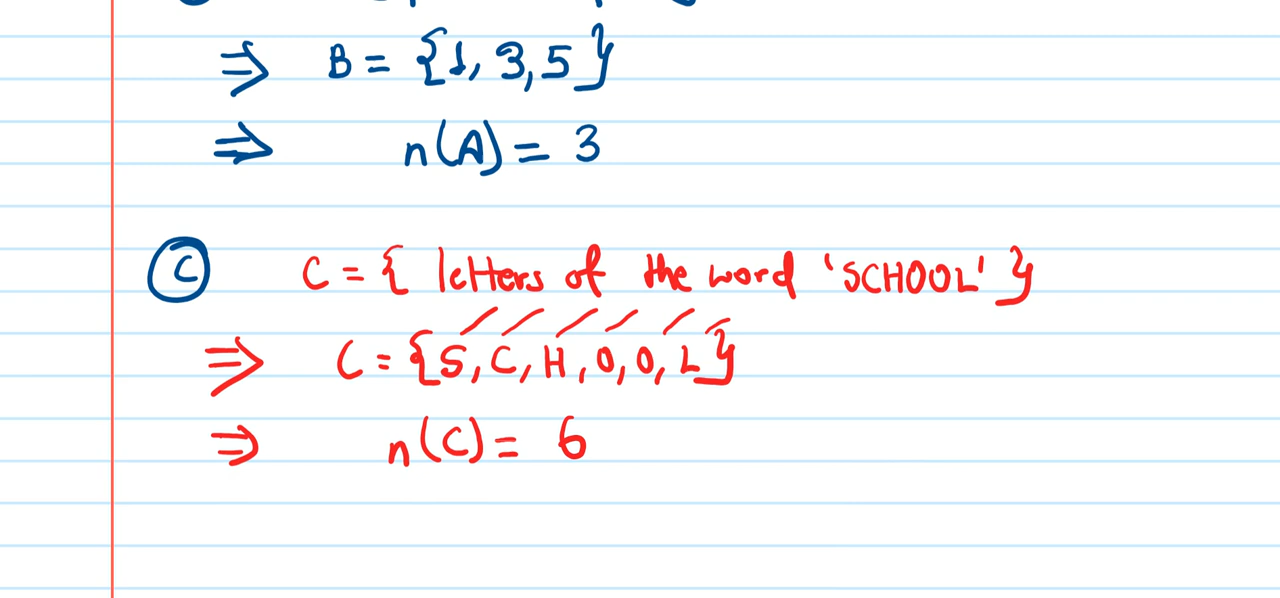 ⇒ B = {1, 3, 5}
⇒ n(A) = 3
(C) C = { letters of the word 'SCHOOL' }
⇒ C = {S, C, H, O, O, L}
⇒ n(C) = 6